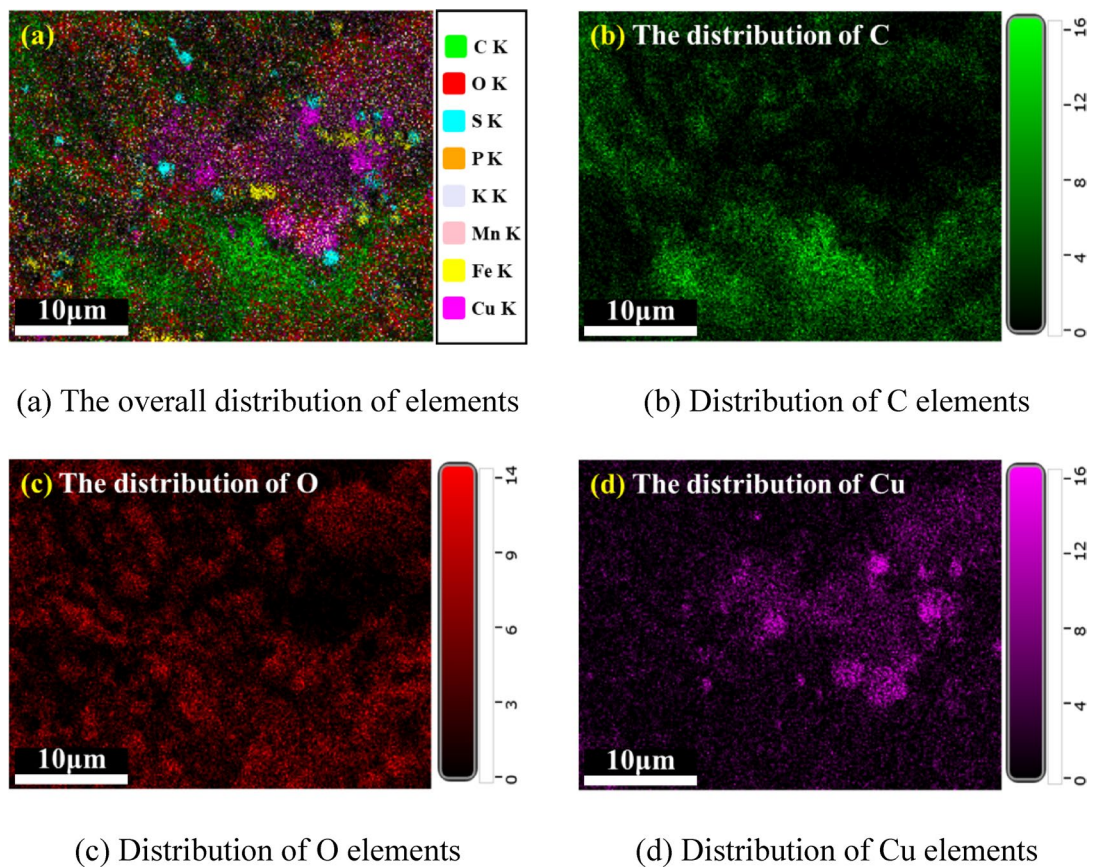 (a)
C K
O K
S K
P K
K K
Mn K
Fe K
Cu K
10μm
(b) The distribution of C
16
12
8
4
0
10μm
(a) The overall distribution of elements
(b) Distribution of C elements
(c) The distribution of O
14
9
6
3
0
10μm
(d) The distribution of Cu
16
12
8
4
0
10μm
(c) Distribution of O elements
(d) Distribution of Cu elements